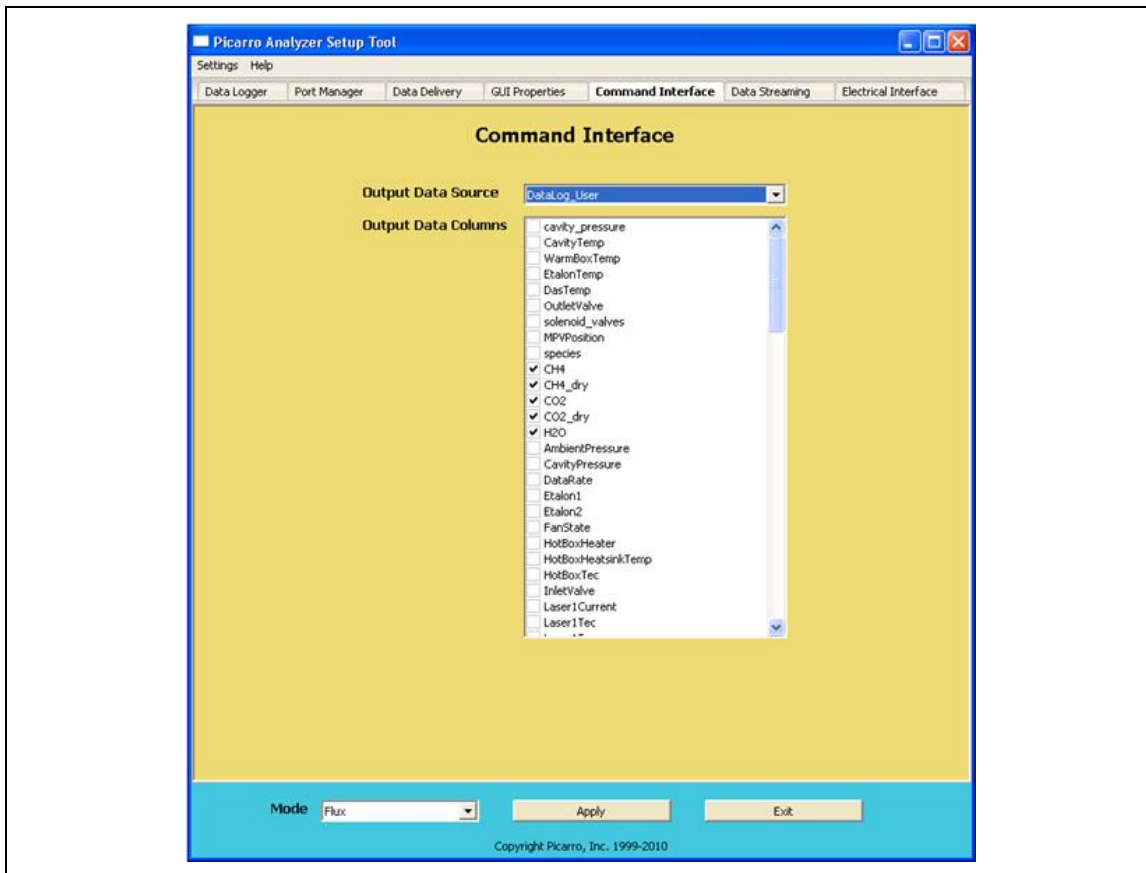 Picarro Analyzer Setup Tool
Settings Help
Data Logger Port Manager Data Delivery GUI Properties Command Interface Data Streaming Electrical Interface
Command Interface
Output Data Source DataLog_User
Output Data Columns
cavity_pressure
CavityTemp
WarmBoxTemp
EtalonTemp
DasTemp
OutletValve
solenoid_valves
MPVPosition
species
CH4
CH4_dry
CO2
CO2_dry
H2O
AmbientPressure
CavityPressure
DataRate
Etalon1
Etalon2
FanState
HotBoxHeater
HotBoxHeatsinkTemp
HotBoxTec
InletValve
Laser1Current
Laser1Tec
Mode Flux Apply Exit
Copyright Picarro, Inc. 1999-2010